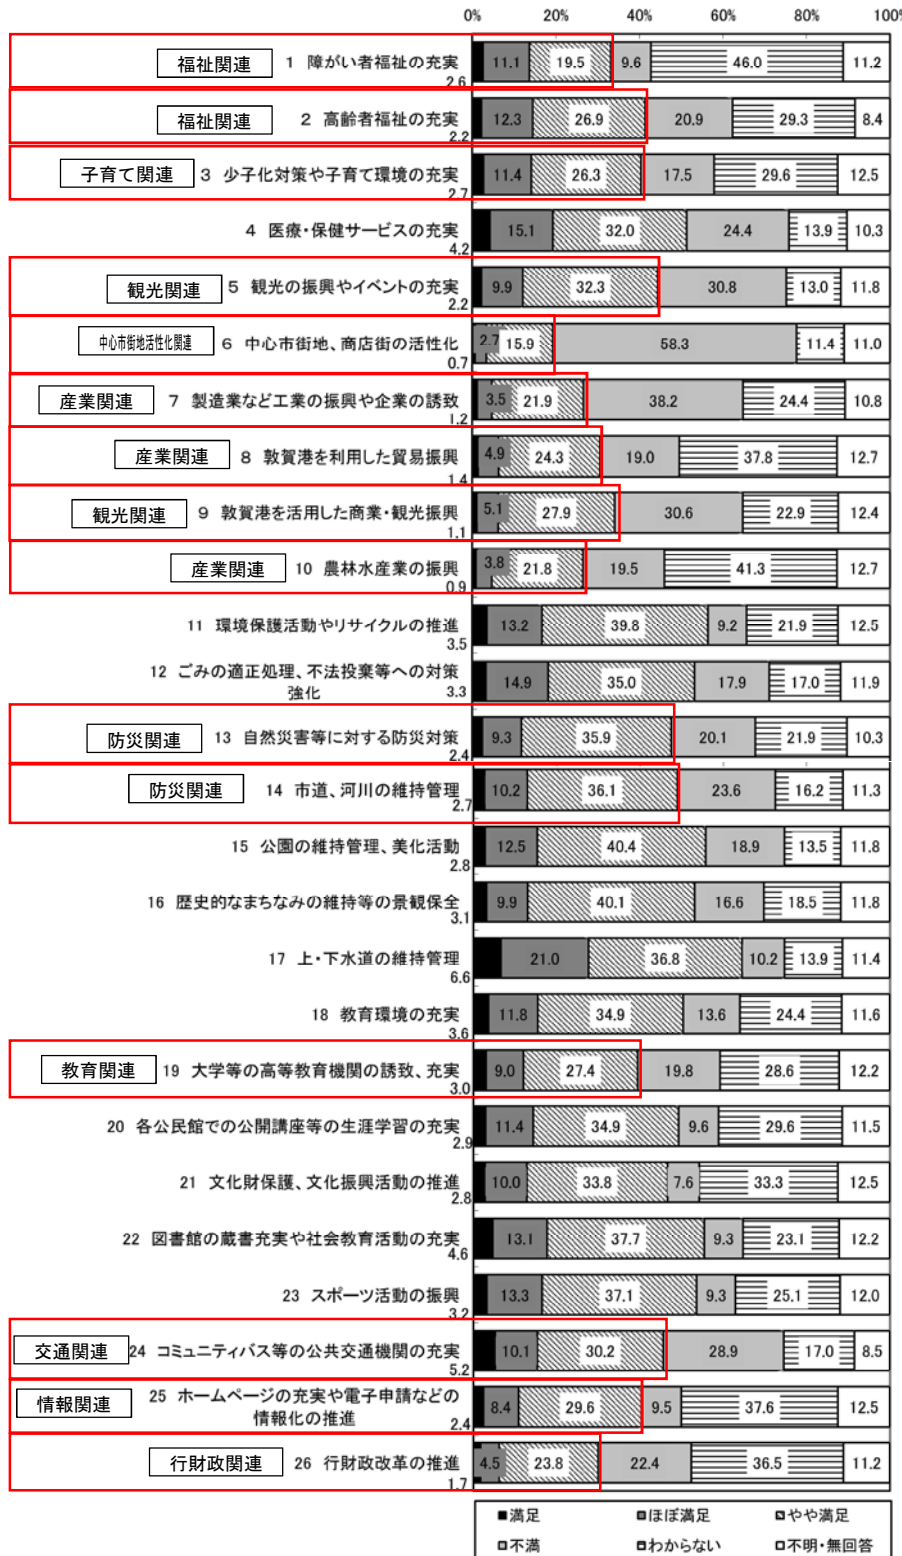 0% 20% 40% 60% 80% 100%
福祉関連 1 障がい者福祉の充実 2.6 11.1 19.5 9.6 46.0 11.2
福祉関連 2 高齢者福祉の充実 2.2 12.3 26.9 20.9 29.3 8.4
子育て関連 3 少子化対策や子育て環境の充実 2.7 11.4 26.3 17.5 29.6 12.5
4 医療・保健サービスの充実 4.2 15.1 32.0 24.4 13.9 10.3
観光関連 5 観光の振興やイベントの充実 2.2 9.9 32.3 30.8 13.0 11.8
中心市街地活性化関連 6 中心市街地、商店街の活性化 0.7 2.7 15.9 58.3 11.4 11.0
産業関連 7 製造業など工業の振興や企業の誘致 1.2 3.5 21.9 38.2 24.4 10.8
産業関連 8 敦賀港を利用した貿易振興 1.4 4.9 24.3 19.0 37.8 12.7
観光関連 9 敦賀港を活用した商業・観光振興 1.1 5.1 27.9 30.6 22.9 12.4
産業関連 10 農林水産業の振興 0.9 3.8 21.8 19.5 41.3 12.7
11 環境保護活動やリサイクルの推進 3.5 13.2 39.8 9.2 21.9 12.5
12 ごみの適正処理、不法投棄等への対策
強化 3.3 14.9 35.0 17.9 17.0 11.9
防災関連 13 自然災害等に対する防災対策 2.4 9.3 35.9 20.1 21.9 10.3
防災関連 14 市道、河川の維持管理 2.7 10.2 36.1 23.6 16.2 11.3
15 公園の維持管理、美化活動 2.8 12.5 40.4 18.9 13.5 11.8
16 歴史的なまちなみの維持等の景観保全 3.1 9.9 40.1 16.6 18.5 11.8
17 上・下水道の維持管理 6.6 21.0 36.8 10.2 13.9 11.4
18 教育環境の充実 3.6 11.8 34.9 13.6 24.4 11.6
教育関連 19 大学等の高等教育機関の誘致、充実 3.0 9.0 27.4 19.8 28.6 12.2
20 各公民館での公開講座等の生涯学習の充実 2.9 11.4 34.9 9.6 29.6 11.5
21 文化財保護、文化振興活動の推進 2.8 10.0 33.8 7.6 33.3 12.5
22 図書館の蔵書充実や社会教育活動の充実 4.6 13.1 37.7 9.3 23.1 12.2
23 スポーツ活動の振興 3.2 13.3 37.1 9.3 25.1 12.0
交通関連 24 コミュニティバス等の公共交通機関の充実 5.2 10.1 30.2 28.9 17.0 8.5
情報関連 25 ホームページの充実や電子申請などの
情報化の推進 2.4 8.4 29.6 9.5 37.6 12.5
行財政関連 26 行財政改革の推進 1.7 4.5 23.8 22.4 36.5 11.2
満足 ほぼ満足 やや満足
不満 わからない 不明・無回答